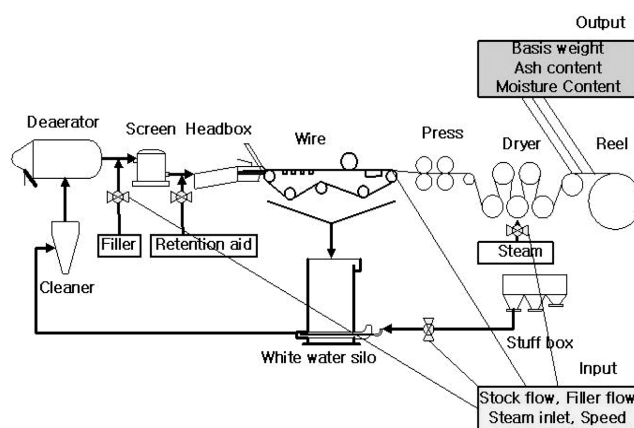 Output
Basis weight
Ash content
Moisture Content
Deaerator
Screen Headbox
Wire
Press
Dryer
Reel
Filler
Retention aid
Steam
Cleaner
White water silo
Stuff box
Input
Stock flow, Filler flow
Steam inlet, Speed